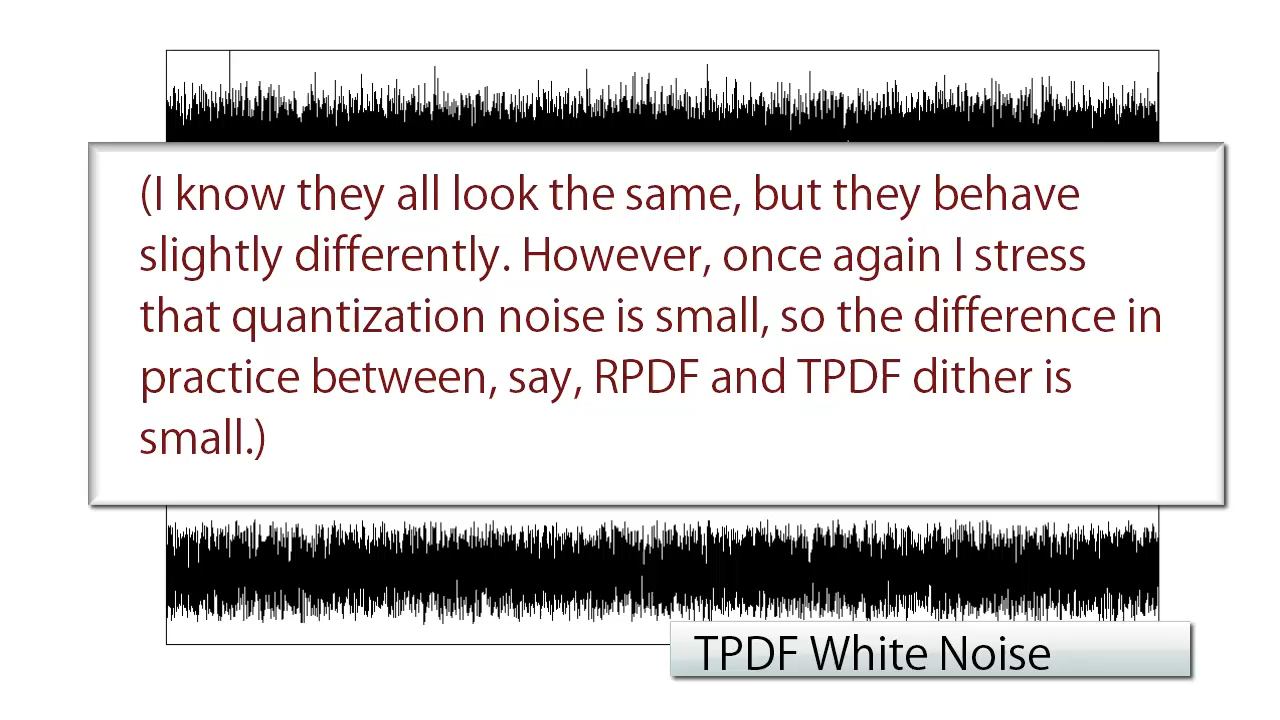 (I know they all look the same, but they behave
slightly differently. However, once again I stress
that quantization noise is small, so the difference in
practice between, say, RPDF and TPDF dither is
small.)
TPDF White Noise